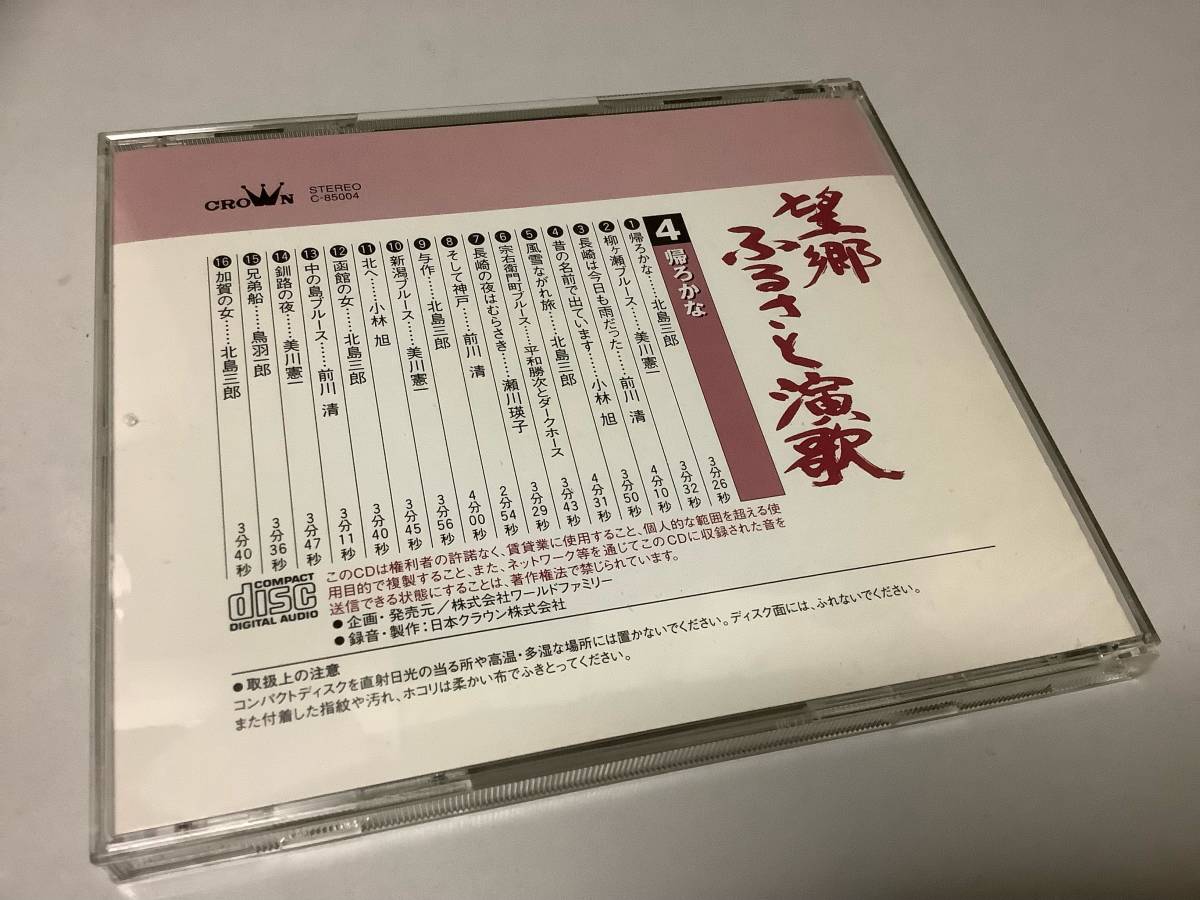 望郷
ふるさと演歌
CROWN
STEREO
C-85004
4 帰ろかな
❶帰ろかな……北島三郎 3分26秒
❷柳ヶ瀬ブルース……美川憲一 3分32秒
❸長崎は今日も雨だった……前川 清 4分10秒
❹昔の名前で出ています……小林 旭 3分50秒
❺風雪ながれ旅……北島三郎 4分31秒
❻宗右衛門町ブルース……平和勝次とダークホース 3分43秒
❼長崎の夜はむらさき……瀬川瑛子 3分29秒
❽そして神戸……前川 清 2分54秒
❾与作……北島三郎 4分00秒
❿新潟ブルース……美川憲一 3分56秒
⓫北へ……小林 旭 3分45秒
⓬函館の女……北島三郎 3分40秒
⓭中の島ブルース……前川 清 3分11秒
⓮釧路の夜……美川憲一 3分47秒
⓯兄弟船……鳥羽一郎 3分36秒
⓰加賀の女……北島三郎 3分40秒
COMPACT
disc
DIGITAL AUDIO
このCDは権利者の許諾なく、賃貸業に使用すること、個人的な範囲を超える使
用目的で複製すること、また、ネットワーク等を通じてこのCDに収録された音を
送信できる状態にすることは、著作権法で禁じられています。
●企画・発売元/株式会社ワールドファミリー
●録音・製作:日本クラウン株式会社
●取扱上の注意
コンパクトディスクを直射日光の当る所や高温・多湿な場所には置かないでください。ディスク面には、ふれないでください。
また付着した指紋や汚れ、ホコリは柔かい布でふきとってください。